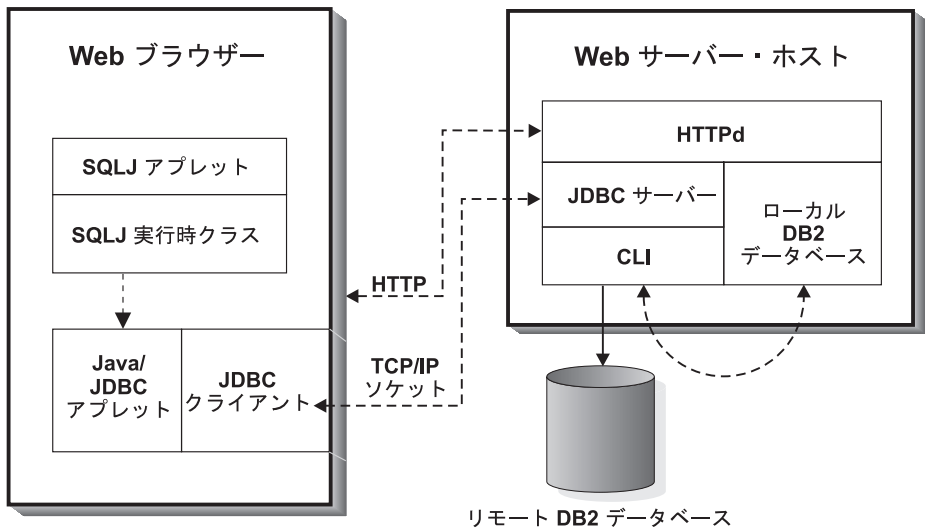 Web ブラウザー
SQLJ アプレット
SQLJ 実行時クラス
Java/
JDBC
アプレット
JDBC
クライアント
HTTP
TCP/IP
ソケット
Web サーバー・ホスト
HTTPd
JDBC サーバー
CLI
ローカル
DB2
データベース
リモート DB2 データベース